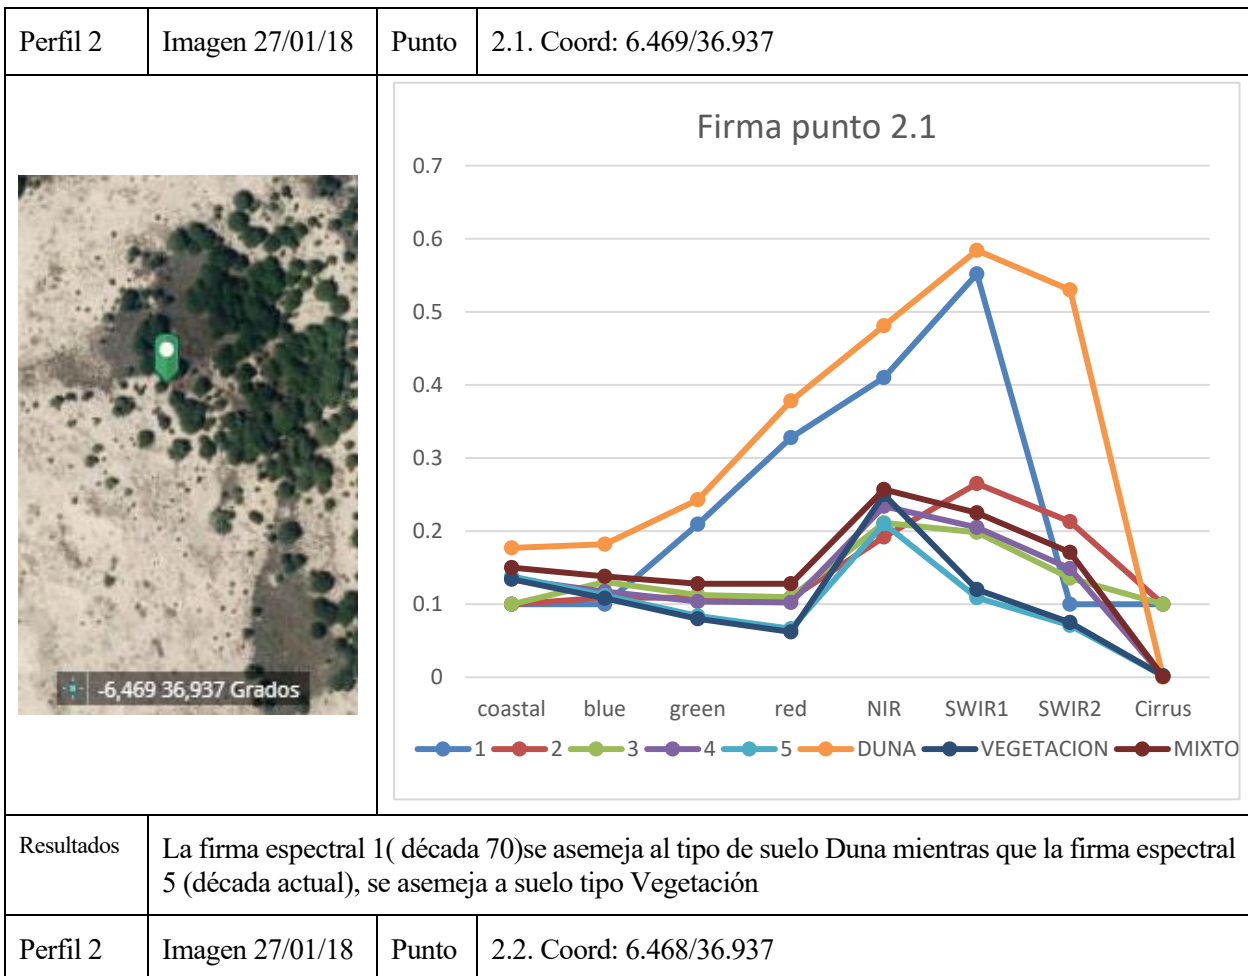 Perfil 2 Imagen 27/01/18 Punto 2.1. Coord: 6.469/36.937
-6,469 36,937 Grados
Firma punto 2.1
0.7
0.6
0.5
0.4
0.3
0.2
0.1
0
coastal blue green red NIR SWIR1 SWIR2 Cirrus
1 2 3 4 5 DUNA VEGETACION MIXTO
Resultados
La firma espectral 1( década 70)se asemeja al tipo de suelo Duna mientras que la firma espectral
5 (década actual), se asemeja a suelo tipo Vegetación
Perfil 2 Imagen 27/01/18 Punto 2.2. Coord: 6.468/36.937